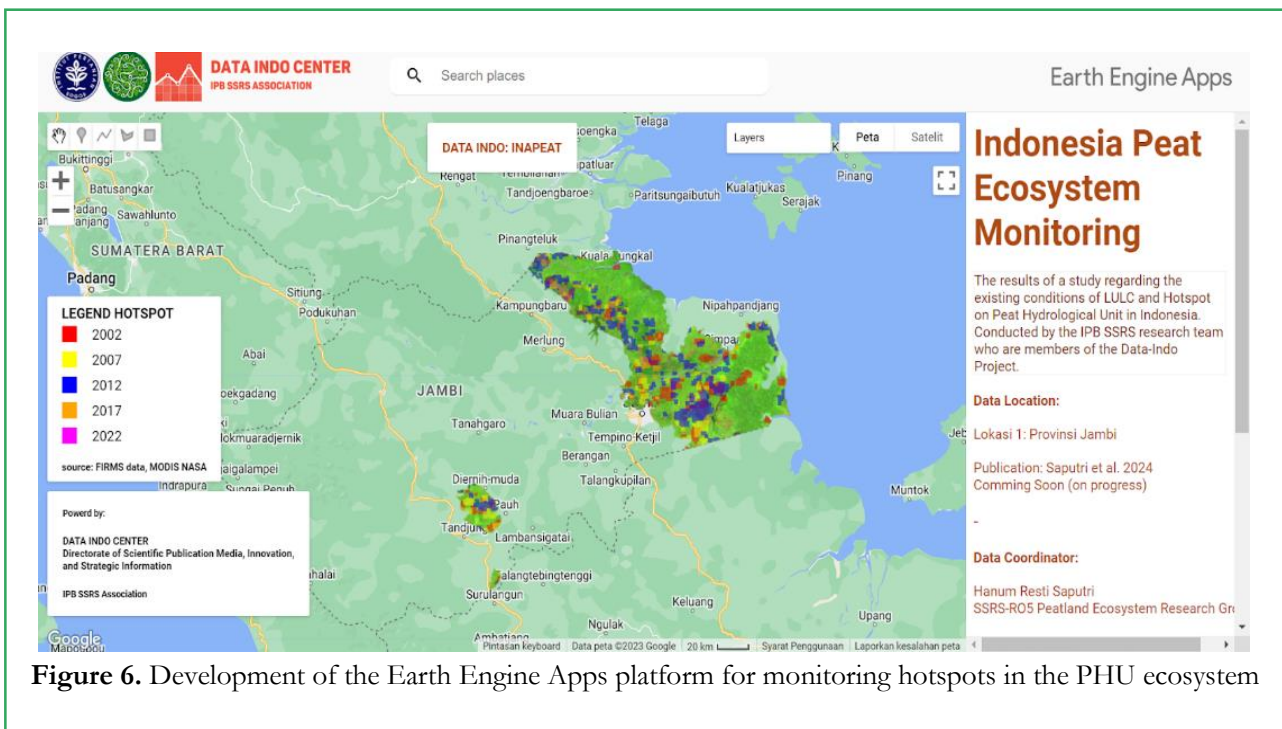 DATA INDO CENTER
IPB SSRS ASSOCIATION
Search places
Earth Engine Apps
DATA INDO: INAPEAT
Layers
Peta
Satelit
Telaga
Bukittinggi
Batusangkar
Sawahlunto
SUMATERA BARAT
Padang
Sitiung
Podukuhan
Abai
Rengat
Tandjoengbaroe
Paritsungaibutuh
Kualatjukas
Serajak
Pinang
Pinangteluk
Kuala Tungkal
Kampungbaru
Nipahpandjang
Merlung
JAMBI
Muara Bulian
Tanahgaro
Tempino-Ketjil
Berangan
Talangkupilan
Diernih-muda
Pauh
Lambansigatai
Surulangun
Keluang
Ngulak
Upang
Muntok
Indrapura
Sungai Penuh
LEGEND HOTSPOT
2002
2007
2012
2017
2022
source: FIRMS data, MODIS NASA
Powerd by:
DATA INDO CENTER
Directorate of Scientific Publication Media, Innovation,
and Strategic Information
IPB SSRS Association
Google
Pintasan keyboard Data peta ©2023 Google 20 km Syarat Penggunaan Laporkan kesalahan peta
Indonesia Peat
Ecosystem
Monitoring
The results of a study regarding the
existing conditions of LULC and Hotspot
on Peat Hydrological Unit in Indonesia.
Conducted by the IPB SSRS research team
who are members of the Data-Indo
Project.
Data Location:
Lokasi 1: Provinsi Jambi
Publication: Saputri et al. 2024
Comming Soon (on progress)
-
Data Coordinator:
Hanum Resti Saputri
SSRS-RO5 Peatland Ecosystem Research Gr
Figure 6. Development of the Earth Engine Apps platform for monitoring hotspots in the PHU ecosystem